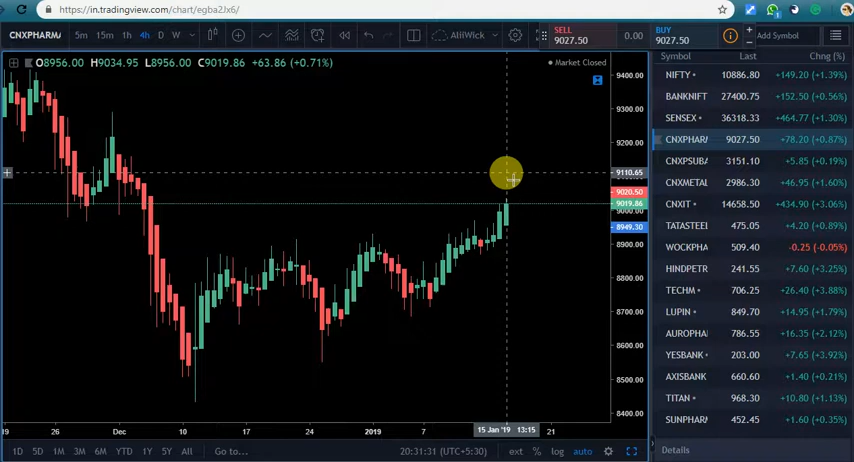 https://in.tradingview.com/chart/egba2Jx6/
CNXPHARM 5m 15m 1h 4h D W AliiWick SELL 9027.50 0.00 BUY 9027.50 Add Symbol
O8956.00 H9034.95 L8956.00 C9019.86 +63.86 (+0.71%)
Market Closed
9400.00
9300.00
9200.00
9110.65
9020.50
9019.86
9000.00
8949.30
8900.00
8800.00
8700.00
8600.00
8500.00
8400.00
19 26 Dec 10 17 24 2019 7 15 Jan '19 13:15 21
1D 5D 1M 3M 6M YTD 1Y 5Y All Go to... 20:31:31 (UTC+5:30) ext % log auto
Symbol Last Chng (%)
NIFTY 10886.80 +149.20 (+1.39%)
BANKNIFT 27400.75 +152.50 (+0.56%)
SENSEX 36318.33 +464.77 (+1.30%)
CNXPHARM 9027.50 +78.20 (+0.87%)
CNXPSUBA 3151.10 +5.85 (+0.19%)
CNXMETAL 2986.30 +46.95 (+1.60%)
CNXIT 14658.50 +434.90 (+3.06%)
TATASTEEL 475.05 +4.20 (+0.89%)
WOCKPHA 509.40 -0.25 (-0.05%)
HINDPETR 241.55 +7.60 (+3.25%)
TECHM 706.25 +26.40 (+3.88%)
LUPIN 849.70 +14.95 (+1.79%)
AUROPHAI 786.55 +16.35 (+2.12%)
YESBANK 203.00 +7.65 (+3.92%)
AXISBANK 660.60 +1.40 (+0.21%)
TITAN 968.30 +10.80 (+1.13%)
SUNPHARM 452.45 +1.60 (+0.35%)
Details